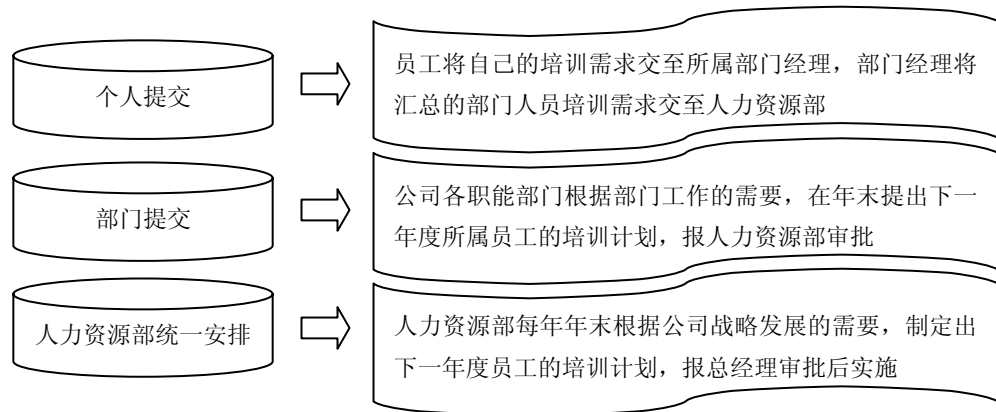 个人提交
员工将自己的培训需求交至所属部门经理，部门经理将
汇总的部门人员培训需求交至人力资源部
部门提交
公司各职能部门根据部门工作的需要，在年末提出下一
年度所属员工的培训计划，报人力资源部审批
人力资源部统一安排
人力资源部每年年末根据公司战略发展的需要，制定出
下一年度员工的培训计划，报总经理审批后实施